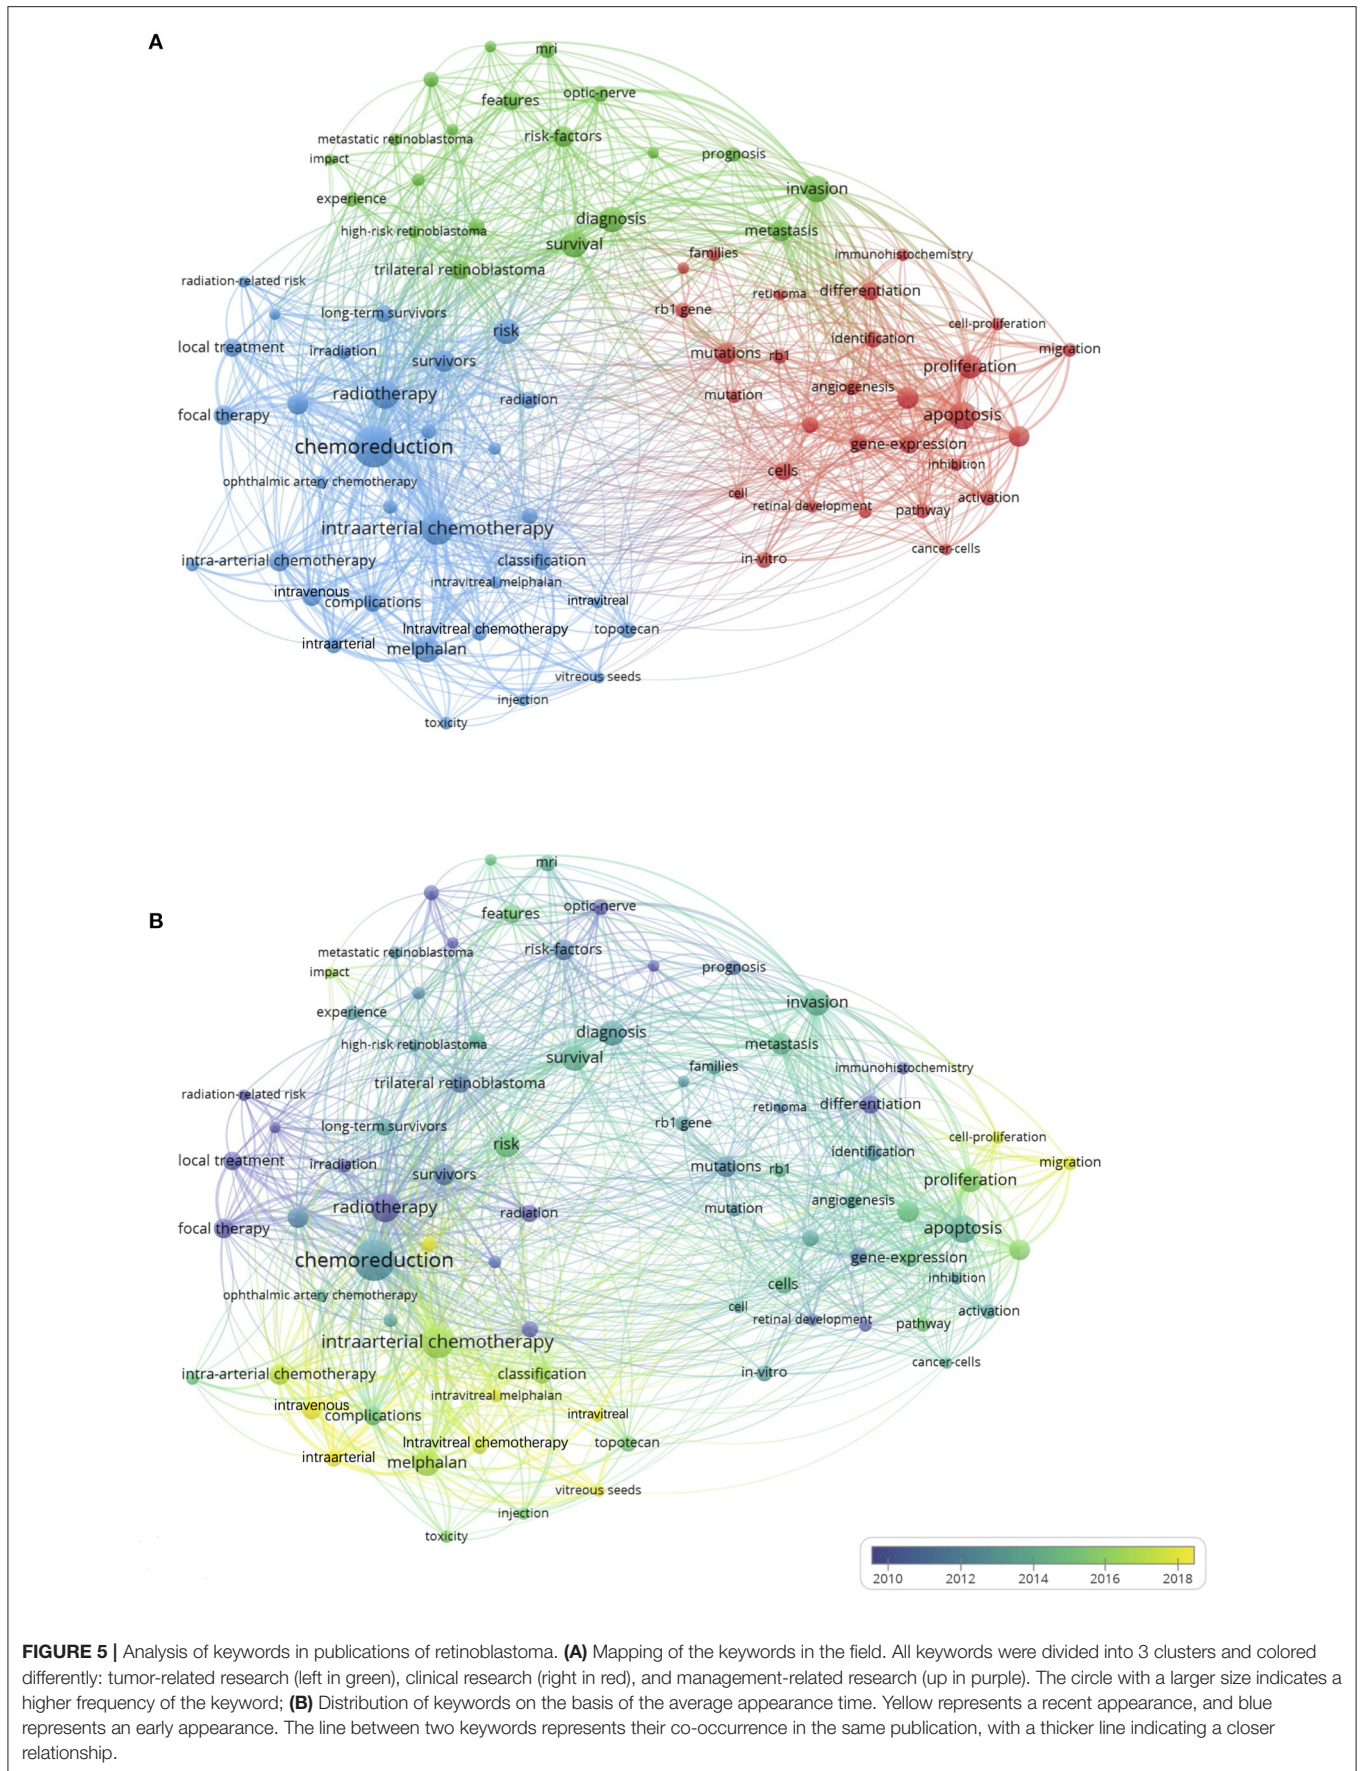 A
mri
features
optic-nerve
metastatic retinoblastoma
risk-factors
impact
prognosis
experience
invasion
high-risk retinoblastoma
diagnosis
survival
metastasis
trilateral retinoblastoma
families
immunohistochemistry
radiation-related risk
retinoma
differentiation
long-term survivors
rb1 gene
risk
cell-proliferation
local treatment
irradiation
survivors
mutations
rb1
identification
migration
proliferation
radiotherapy
radiation
mutation
angiogenesis
focal therapy
apoptosis
chemoreduction
gene-expression
ophthalmic artery chemotherapy
cells
inhibition
cell
retinal development
activation
pathway
intraarterial chemotherapy
intra-arterial chemotherapy
classification
in-vitro
cancer-cells
intravenous
complications
intravitreal melphalan
intravitreal
intraarterial
Intravitreal chemotherapy
topotecan
melphalan
vitreous seeds
injection
toxicity
B
mri
features
optic-nerve
metastatic retinoblastoma
risk-factors
impact
prognosis
experience
invasion
high-risk retinoblastoma
diagnosis
survival
metastasis
trilateral retinoblastoma
families
immunohistochemistry
radiation-related risk
retinoma
differentiation
long-term survivors
rb1 gene
risk
cell-proliferation
local treatment
irradiation
survivors
mutations
rb1
identification
migration
proliferation
radiotherapy
radiation
mutation
angiogenesis
focal therapy
apoptosis
chemoreduction
gene-expression
ophthalmic artery chemotherapy
cells
inhibition
cell
retinal development
activation
pathway
intraarterial chemotherapy
intra-arterial chemotherapy
classification
in-vitro
cancer-cells
intravenous
complications
intravitreal melphalan
intravitreal
intraarterial
Intravitreal chemotherapy
topotecan
melphalan
vitreous seeds
injection
toxicity
2010 2012 2014 2016 2018
FIGURE 5 | Analysis of keywords in publications of retinoblastoma. (A) Mapping of the keywords in the field. All keywords were divided into 3 clusters and colored
differently: tumor-related research (left in green), clinical research (right in red), and management-related research (up in purple). The circle with a larger size indicates a
higher frequency of the keyword; (B) Distribution of keywords on the basis of the average appearance time. Yellow represents a recent appearance, and blue
represents an early appearance. The line between two keywords represents their co-occurrence in the same publication, with a thicker line indicating a closer
relationship.